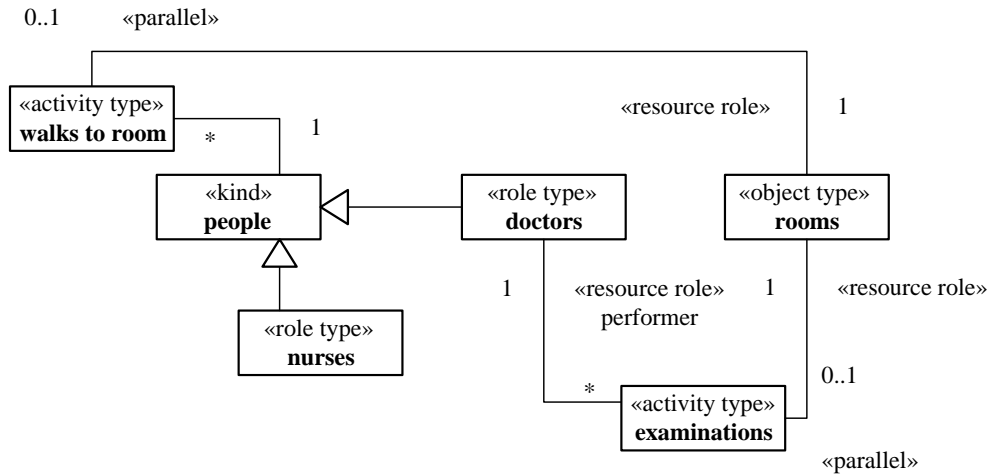 0..1 «parallel»
«activity type»
walks to room
*
1
«resource role»
1
«kind»
people
«role type»
doctors
«object type»
rooms
1
«resource role»
performer
1
«resource role»
«role type»
nurses
*
0..1
«activity type»
examinations
«parallel»